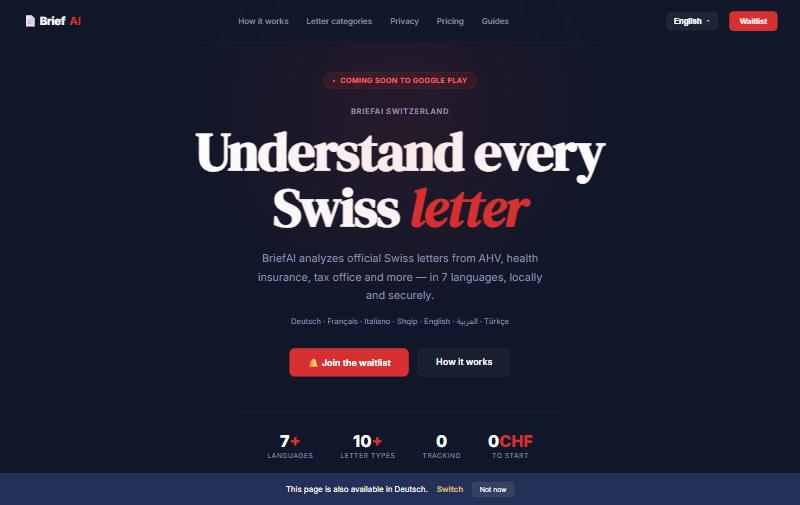 Brief AI
How it works Letter categories Privacy Pricing Guides
English
Waitlist
• COMING SOON TO GOOGLE PLAY
BRIEFAI SWITZERLAND
Understand every
Swiss letter
BriefAI analyzes official Swiss letters from AHV, health
insurance, tax office and more — in 7 languages, locally
and securely.
Deutsch · Français · Italiano · Shqip · English · العربية · Türkçe
Join the waitlist
How it works
7+ 10+ 0 0CHF
LANGUAGES LETTER TYPES TRACKING TO START
This page is also available in Deutsch. Switch Not now